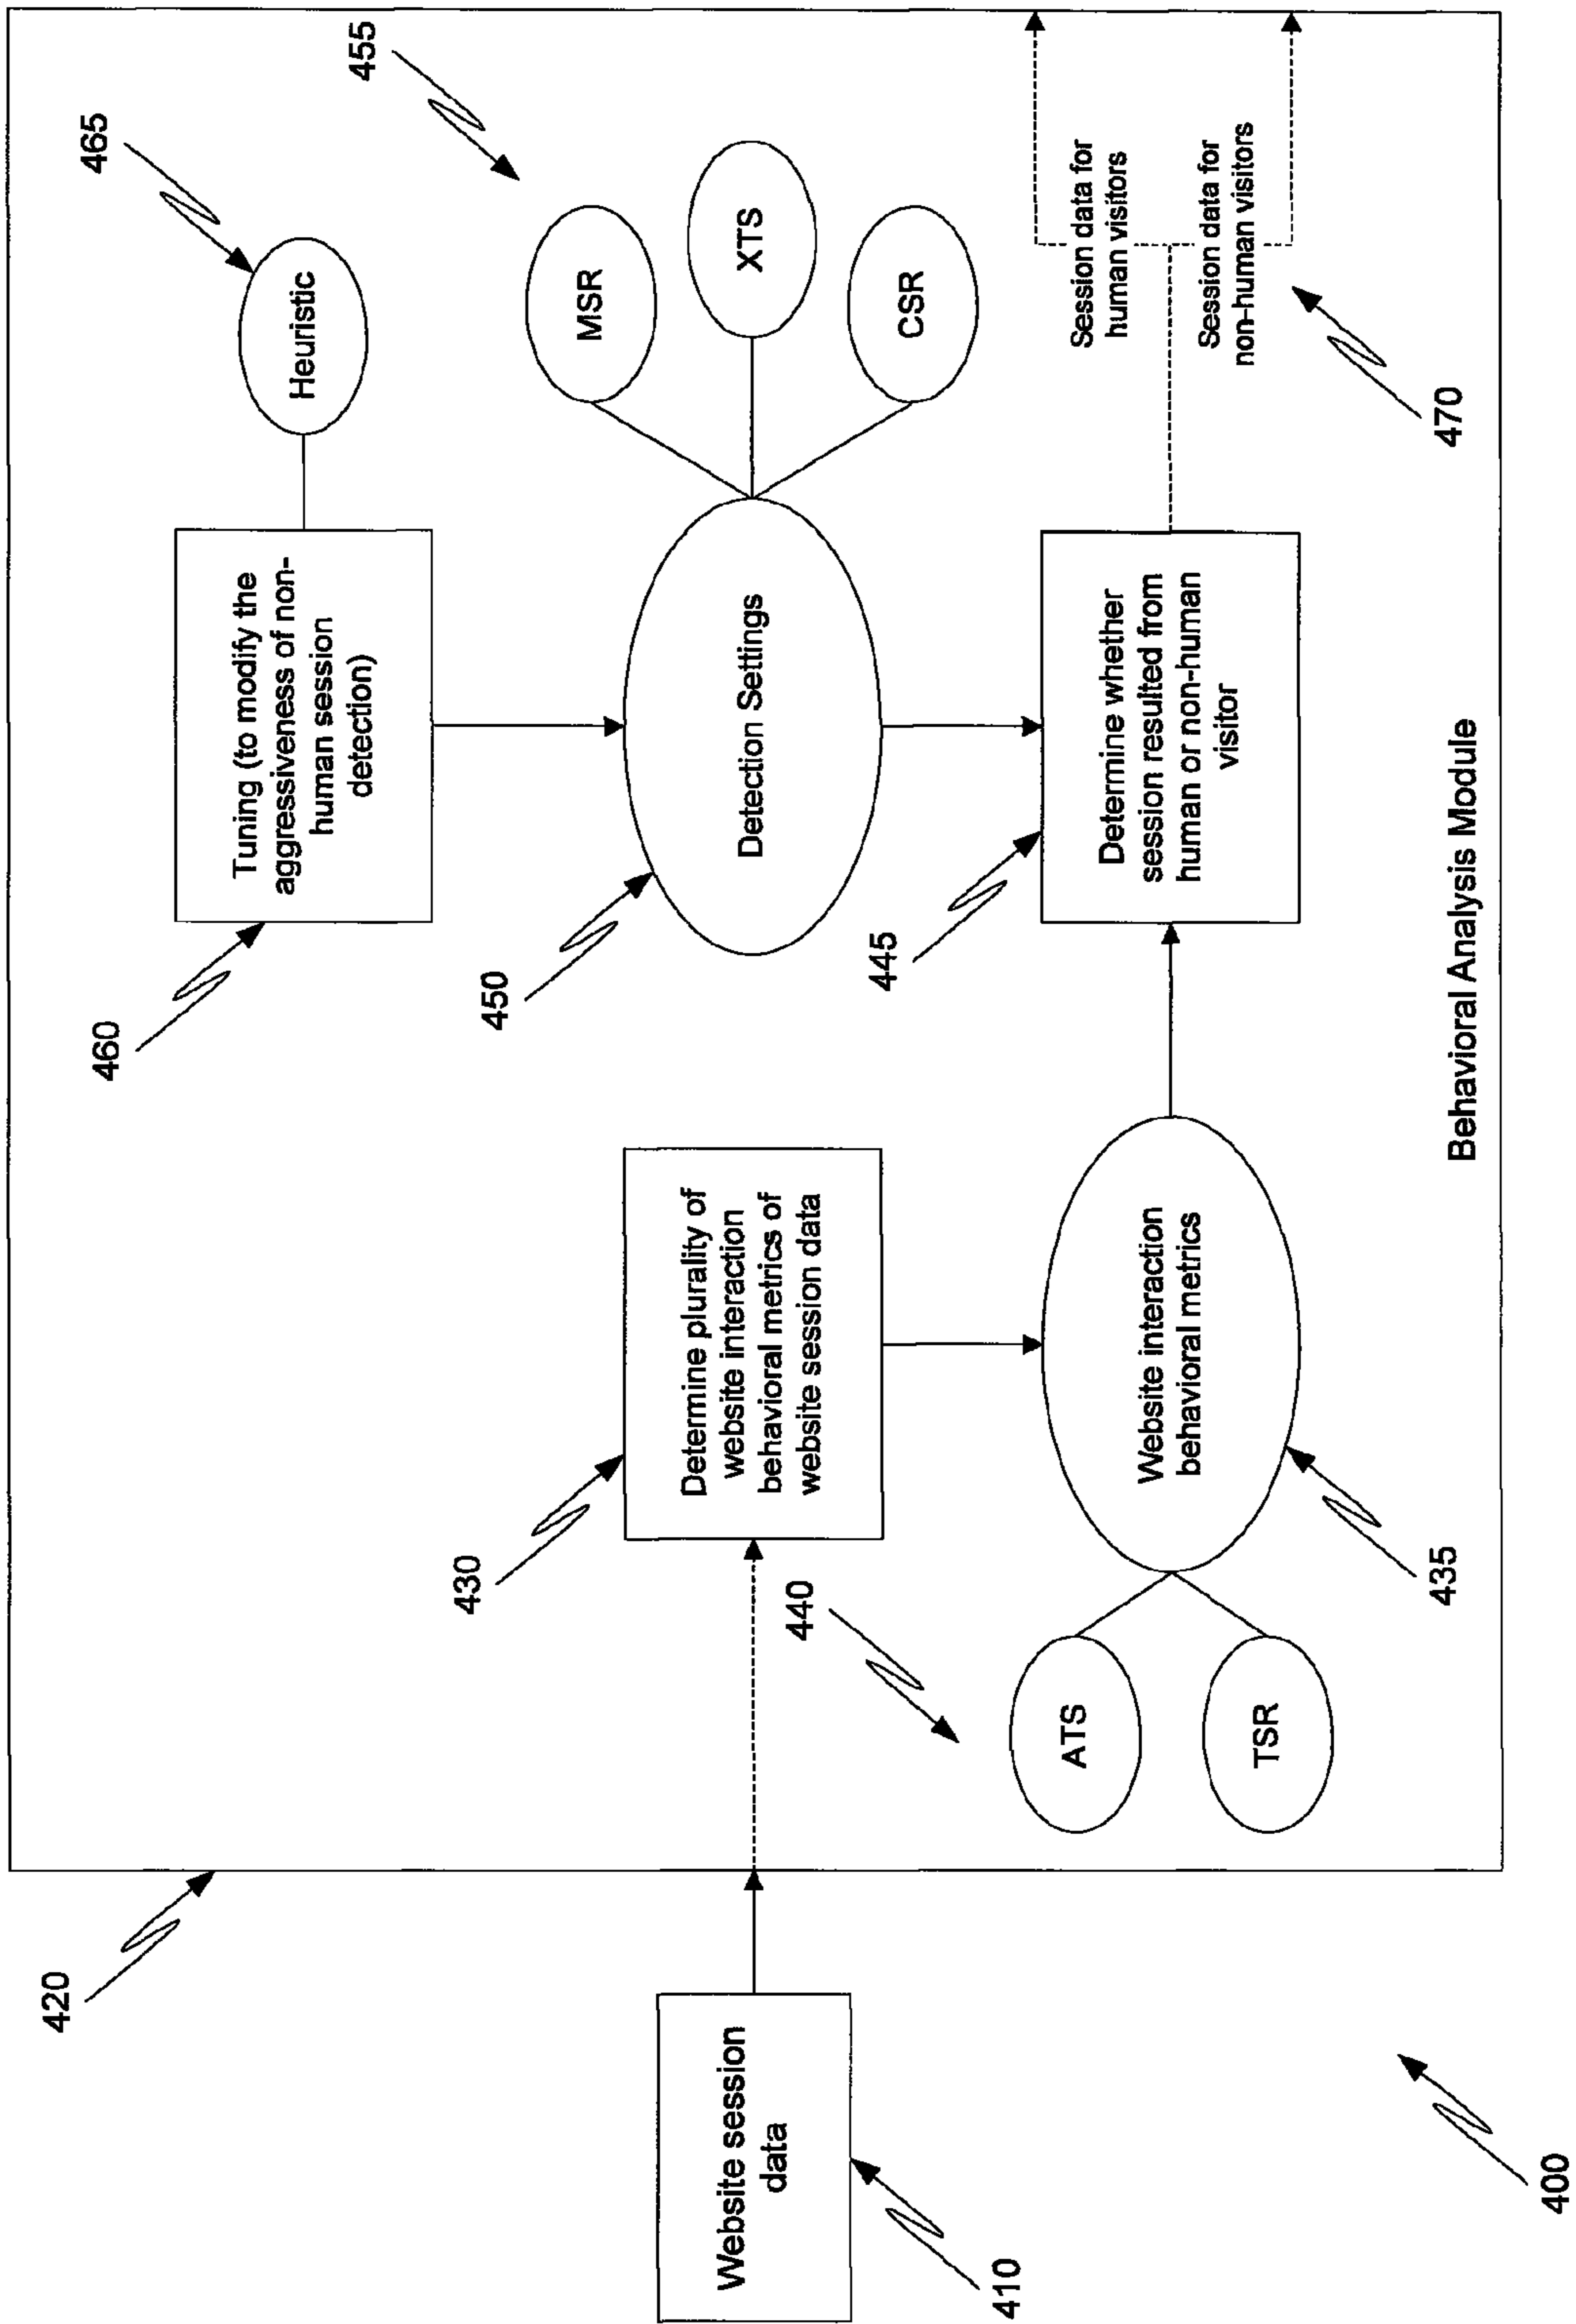 420
Website session
data
410
400
430
Determine plurality of
website interaction
behavioral metrics of
website session data
440
ATS
TSR
Website interaction
behavioral metrics
435
460
Tuning (to modify the
aggressiveness of non-
human session
detection)
465
Heuristic
450
Detection Settings
455
MSR
XTS
CSR
445
Determine whether
session resulted from
human or non-human
visitor
Session data for
human visitors
Session data for
non-human visitors
470
Behavioral Analysis Module